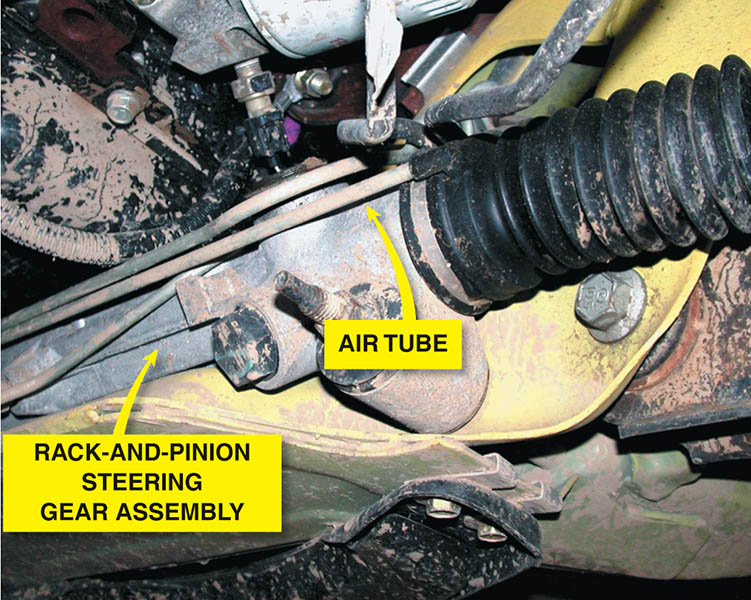 AIR TUBE
RACK-AND-PINION
STEERING
GEAR ASSEMBLY